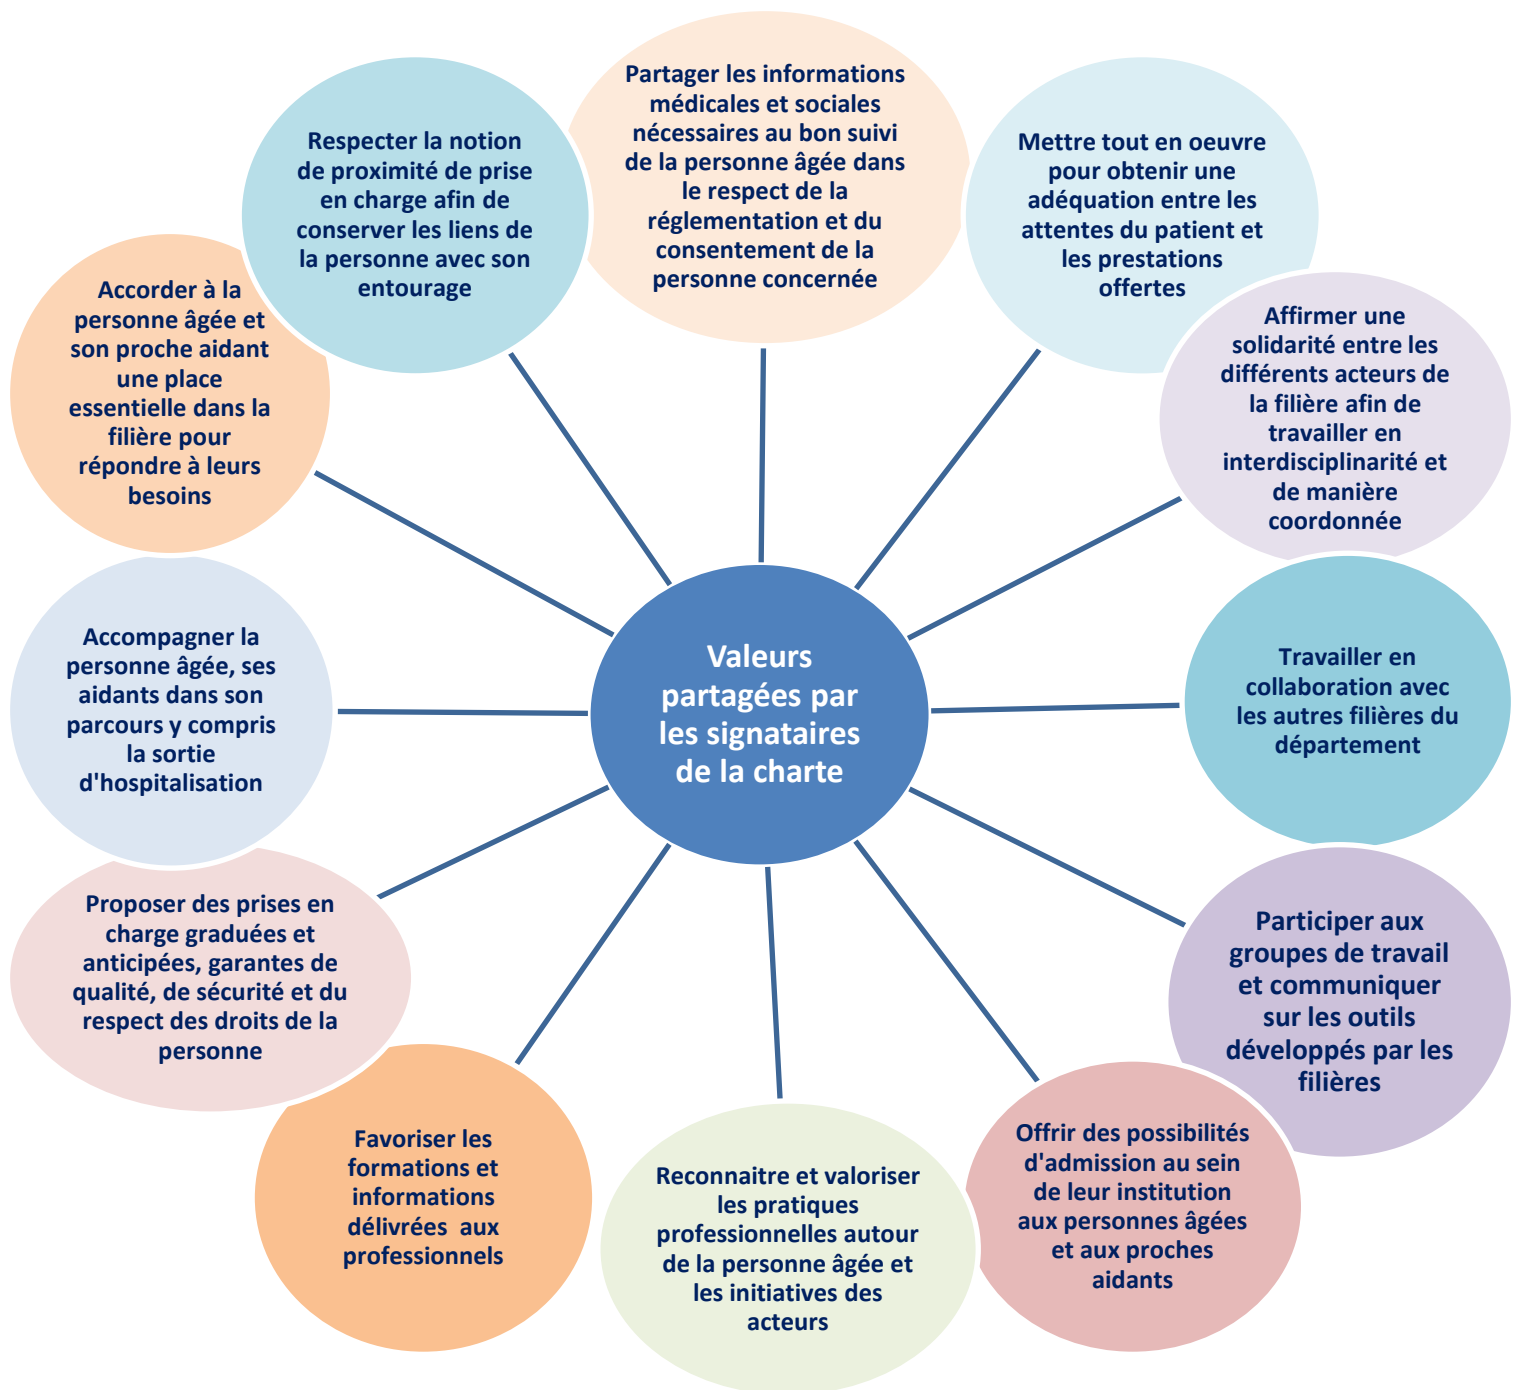 Partager les informations
médicales et sociales
nécessaires au bon suivi
de la personne âgée dans
le respect de la
réglementation et du
consentement de la
personne concernée
Mettre tout en oeuvre
pour obtenir une
adéquation entre les
attentes du patient et
les prestations
offertes
Affirmer une
solidarité entre les
différents acteurs de
la filière afin de
travailler en
interdisciplinarité et
de manière
coordonnée
Travailler en
collaboration avec
les autres filières du
département
Participer aux
groupes de travail
et communiquer
sur les outils
développés par les
filières
Offrir des possibilités
d'admission au sein
de leur institution
aux personnes âgées
et aux proches
aidants
Reconnaitre et valoriser
les pratiques
professionnelles autour
de la personne âgée et
les initiatives des
acteurs
Favoriser les
formations et
informations
délivrées aux
professionnels
Proposer des prises en
charge graduées et
anticipées, garantes de
qualité, de sécurité et du
respect des droits de la
personne
Accompagner la
personne âgée, ses
aidants dans son
parcours y compris
la sortie
d'hospitalisation
Accorder à la
personne âgée et
son proche aidant
une place
essentielle dans la
filière pour
répondre à leurs
besoins
Respecter la notion
de proximité de prise
en charge afin de
conserver les liens de
la personne avec son
entourage
Valeurs
partagées par
les signataires
de la charte